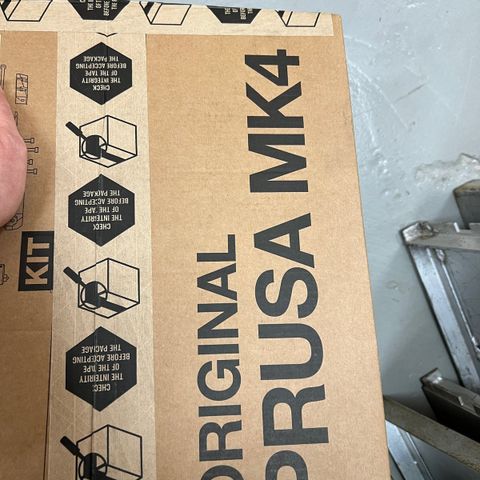 ORIGINAL
PRUSA MK4
KIT
CHECK
THE INTEGRITY
OF THE TAPE
BEFORE ACCEPTING
THE PACKAGE
CHECK
THE INTEGRITY
OF THE TAPE
BEFORE ACCEPTING
THE PACKAGE
CHECK
THE INTEGRITY
OF THE TAPE
BEFORE ACCEPTING
THE PACKAGE